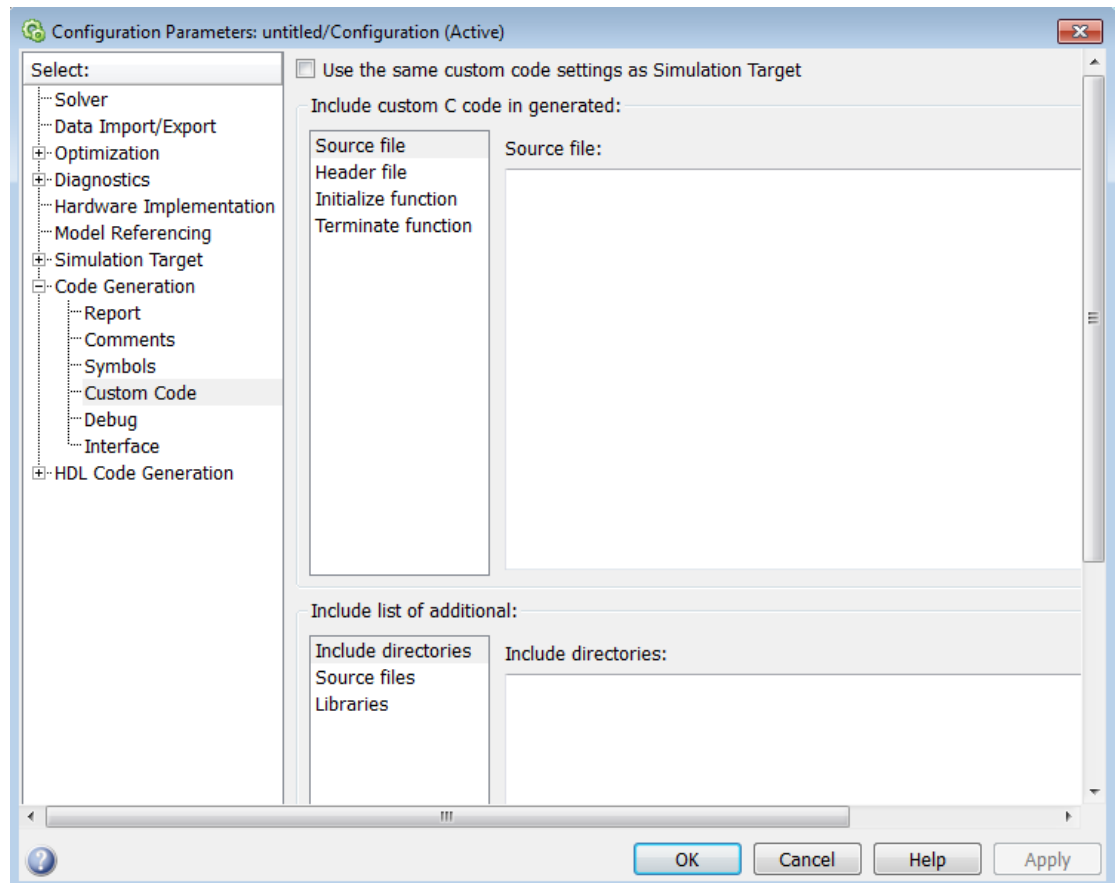 Configuration Parameters: untitled/Configuration (Active)
Select:
Solver
Data Import/Export
Optimization
Diagnostics
Hardware Implementation
Model Referencing
Simulation Target
Code Generation
Report
Comments
Symbols
Custom Code
Debug
Interface
HDL Code Generation
Use the same custom code settings as Simulation Target
Include custom C code in generated:
Source file
Header file
Initialize function
Terminate function
Source file:
Include list of additional:
Include directories
Source files
Libraries
Include directories:
OK
Cancel
Help
Apply